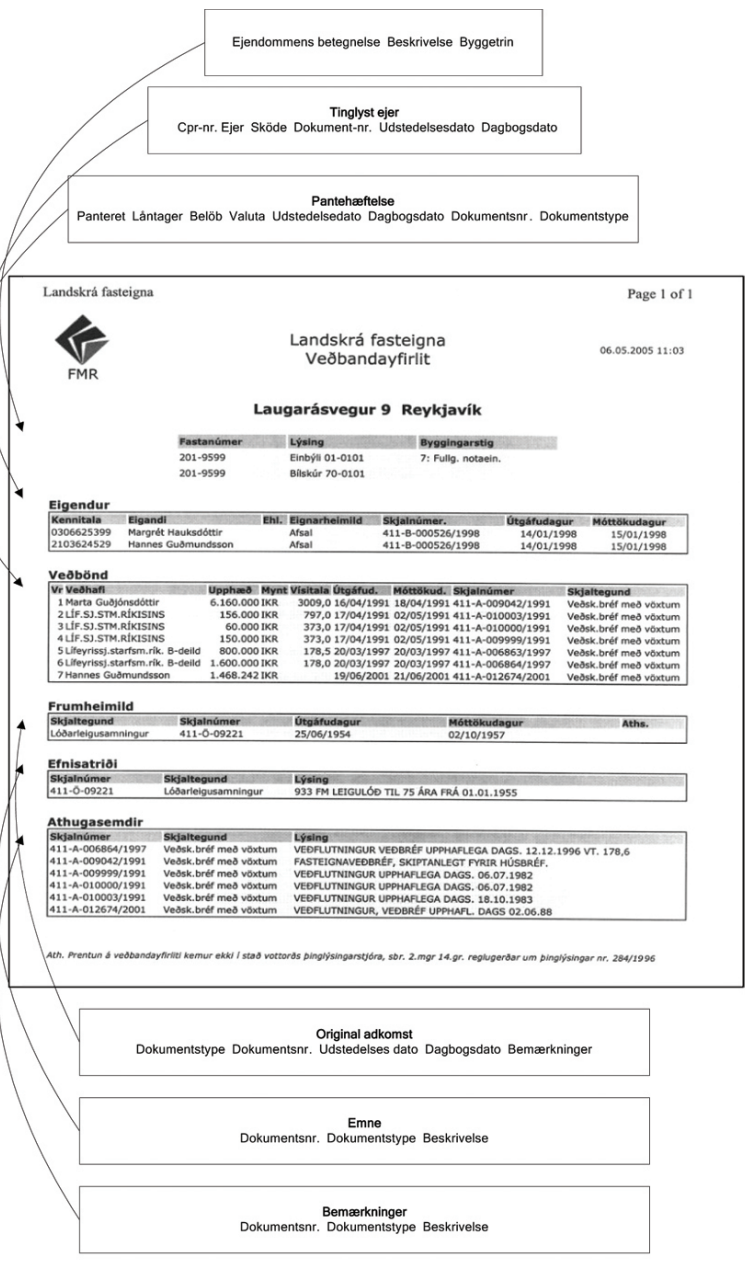 Ejendommens betegnelse Beskrivelse Byggetrin
Tinglyst ejer
Cpr-nr. Ejer Sköde Dokument-nr. Udstedelsesdato Dagbogsdato
Pantehæftelse
Panteret Låntager Belöb Valuta Udstedelsedato Dagbogsdato Dokumentsnr. Dokumentstype
Landskrá fasteigna Page 1 of 1
FMR
Landskrá fasteigna
Veðbandayfirlit
06.05.2005 11:03
Laugarásvegur 9 Reykjavík
Fastanúmer Lýsing Byggingarstig
201-9599 Einbýli 01-0101 7: Fullg. notaein.
201-9599 Bílskúr 70-0101
Eigendur
Kennitala Eigandi Ehl. Eignarheimild Skjalnúmer. Útgáfudagur Móttökudagur
0306625399 Margrét Hauksdóttir Afsal 411-B-000526/1998 14/01/1998 15/01/1998
2103624529 Hannes Guðmundsson Afsal 411-B-000526/1998 14/01/1998 15/01/1998
Veðbönd
Vr Veðhafi Upphæð Mynt Vísitala Útgáfud. Móttökud. Skjalnúmer Skjaltegund
1 Marta Guðjónsdóttir 6.160.000 IKR 3009,0 16/04/1991 18/04/1991 411-A-009042/1991 Veðsk.bréf með vöxtum
2 LÍF.SJ.STM.RÍKISINS 156.000 IKR 797,0 17/04/1991 02/05/1991 411-A-010003/1991 Veðsk.bréf með vöxtum
3 LÍF.SJ.STM.RÍKISINS 60.000 IKR 373,0 17/04/1991 02/05/1991 411-A-010000/1991 Veðsk.bréf með vöxtum
4 LÍF.SJ.STM.RÍKISINS 150.000 IKR 373,0 17/04/1991 02/05/1991 411-A-009999/1991 Veðsk.bréf með vöxtum
5 Lífeyrissj.starfsm.rík. B-deild 800.000 IKR 178,5 20/03/1997 20/03/1997 411-A-006863/1997 Veðsk.bréf með vöxtum
6 Lífeyrissj.starfsm.rík. B-deild 1.600.000 IKR 178,0 20/03/1997 20/03/1997 411-A-006864/1997 Veðsk.bréf með vöxtum
7 Hannes Guðmundsson 1.468.242 IKR 19/06/2001 21/06/2001 411-A-012674/2001 Veðsk.bréf með vöxtum
Frumheimild
Skjaltegund Skjalnúmer Útgáfudagur Móttökudagur Aths.
Lóðarleigusamningur 411-Ö-09221 25/06/1954 02/10/1957
Efnisatriði
Skjalnúmer Skjaltegund Lýsing
411-Ö-09221 Lóðarleigusamningur 933 FM LEIGULÓÐ TIL 75 ÁRA FRÁ 01.01.1955
Athugasemdir
Skjalnúmer Skjaltegund Lýsing
411-A-006864/1997 Veðsk.bréf með vöxtum VEÐFLUTNINGUR VEÐBRÉF UPPHAFLEGA DAGS. 12.12.1996 VT. 178,6
411-A-009042/1991 Veðsk.bréf með vöxtum FASTEIGNAVEÐBRÉF, SKIPTANLEGT FYRIR HÚSBRÉF.
411-A-009999/1991 Veðsk.bréf með vöxtum VEÐFLUTNINGUR UPPHAFLEGA DAGS. 06.07.1982
411-A-010000/1991 Veðsk.bréf með vöxtum VEÐFLUTNINGUR UPPHAFLEGA DAGS. 06.07.1982
411-A-010003/1991 Veðsk.bréf með vöxtum VEÐFLUTNINGUR UPPHAFLEGA DAGS. 18.10.1983
411-A-012674/2001 Veðsk.bréf með vöxtum VEÐFLUTNINGUR, VEÐBRÉF UPPHAFL. DAGS 02.06.88
Ath. Prentun á veðbandayfirliti kemur ekki í stað vottorðs þinglýsingarstjóra, sbr. 2.mgr 14.gr. reglugerðar um þinglýsingar nr. 284/1996
Original adkomst
Dokumentstype Dokumentsnr. Udstedelses dato Dagbogsdato Bemærkninger
Emne
Dokumentsnr. Dokumentstype Beskrivelse
Bemærkninger
Dokumentsnr. Dokumentstype Beskrivelse